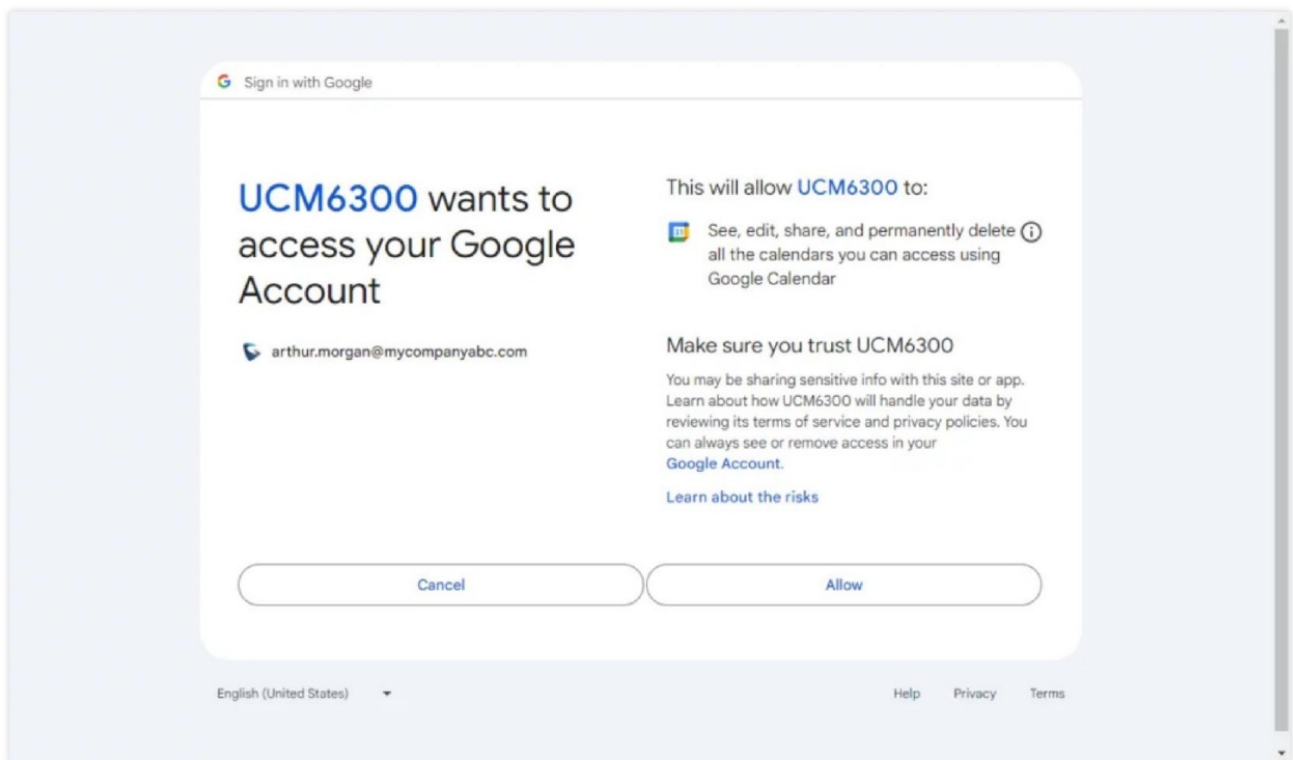 Sign in with Google
UCM6300 wants to
access your Google
Account
arthur.morgan@mycompanyabc.com
This will allow UCM6300 to:
31
See, edit, share, and permanently delete
all the calendars you can access using
Google Calendar
Make sure you trust UCM6300
You may be sharing sensitive info with this site or app.
Learn about how UCM6300 will handle your data by
reviewing its terms of service and privacy policies. You
can always see or remove access in your
Google Account.
Learn about the risks
Cancel
Allow
English (United States)
Help
Privacy
Terms